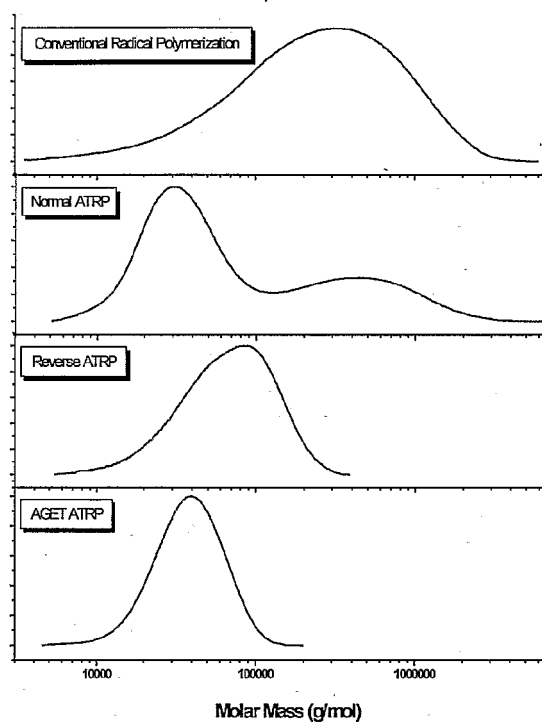 Conventional Radical Polymerization
Normal ATRP
Reverse ATRP
AGET ATRP
10000 100000 1000000
Molar Mass (g/mol)